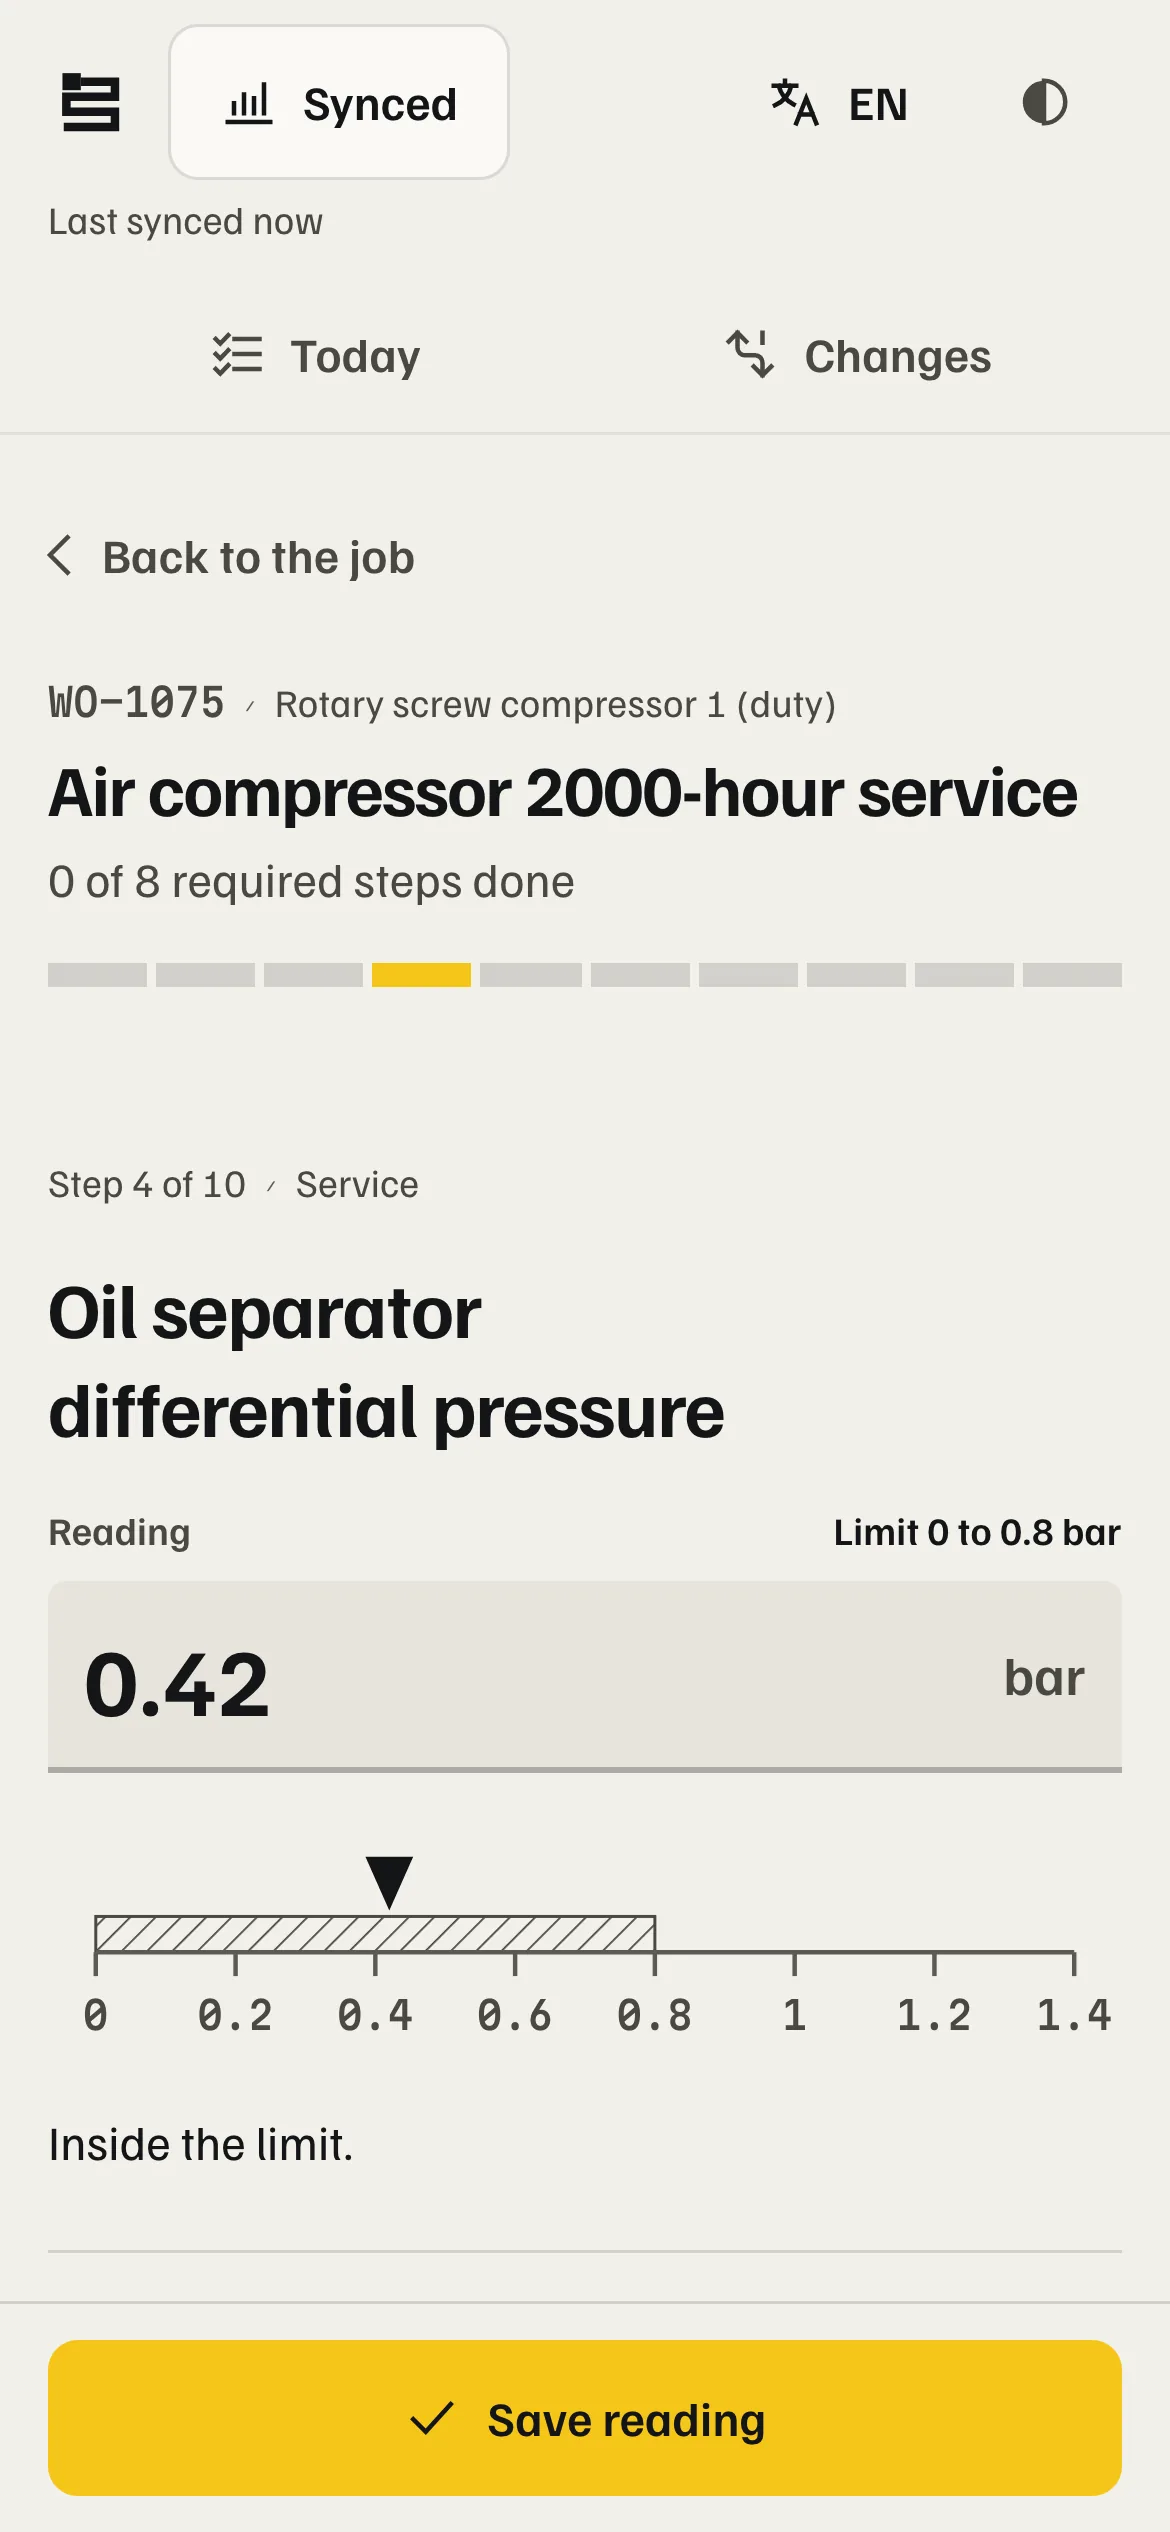 Synced
EN
Last synced now
Today
Changes
Back to the job
WO-1075 / Rotary screw compressor 1 (duty)
Air compressor 2000-hour service
0 of 8 required steps done
Step 4 of 10 / Service
Oil separator
differential pressure
Reading
Limit 0 to 0.8 bar
0.42
bar
0 0.2 0.4 0.6 0.8 1 1.2 1.4
Inside the limit.
Save reading